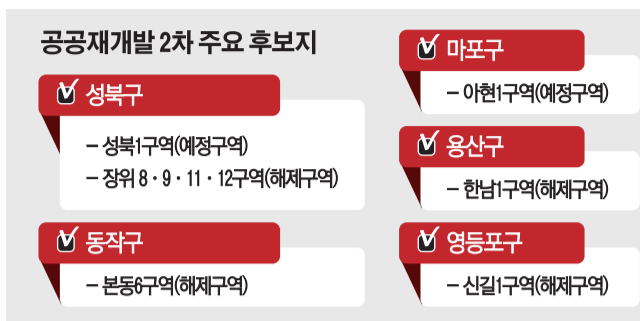 공공재개발 2차 주요 후보지
성북구
– 성북1구역(예정구역)
– 장위 8·9·11·12구역(해제구역)
동작구
– 본동6구역(해제구역)
마포구
– 아현1구역(예정구역)
용산구
– 한남1구역(해제구역)
영등포구
– 신길1구역(해제구역)